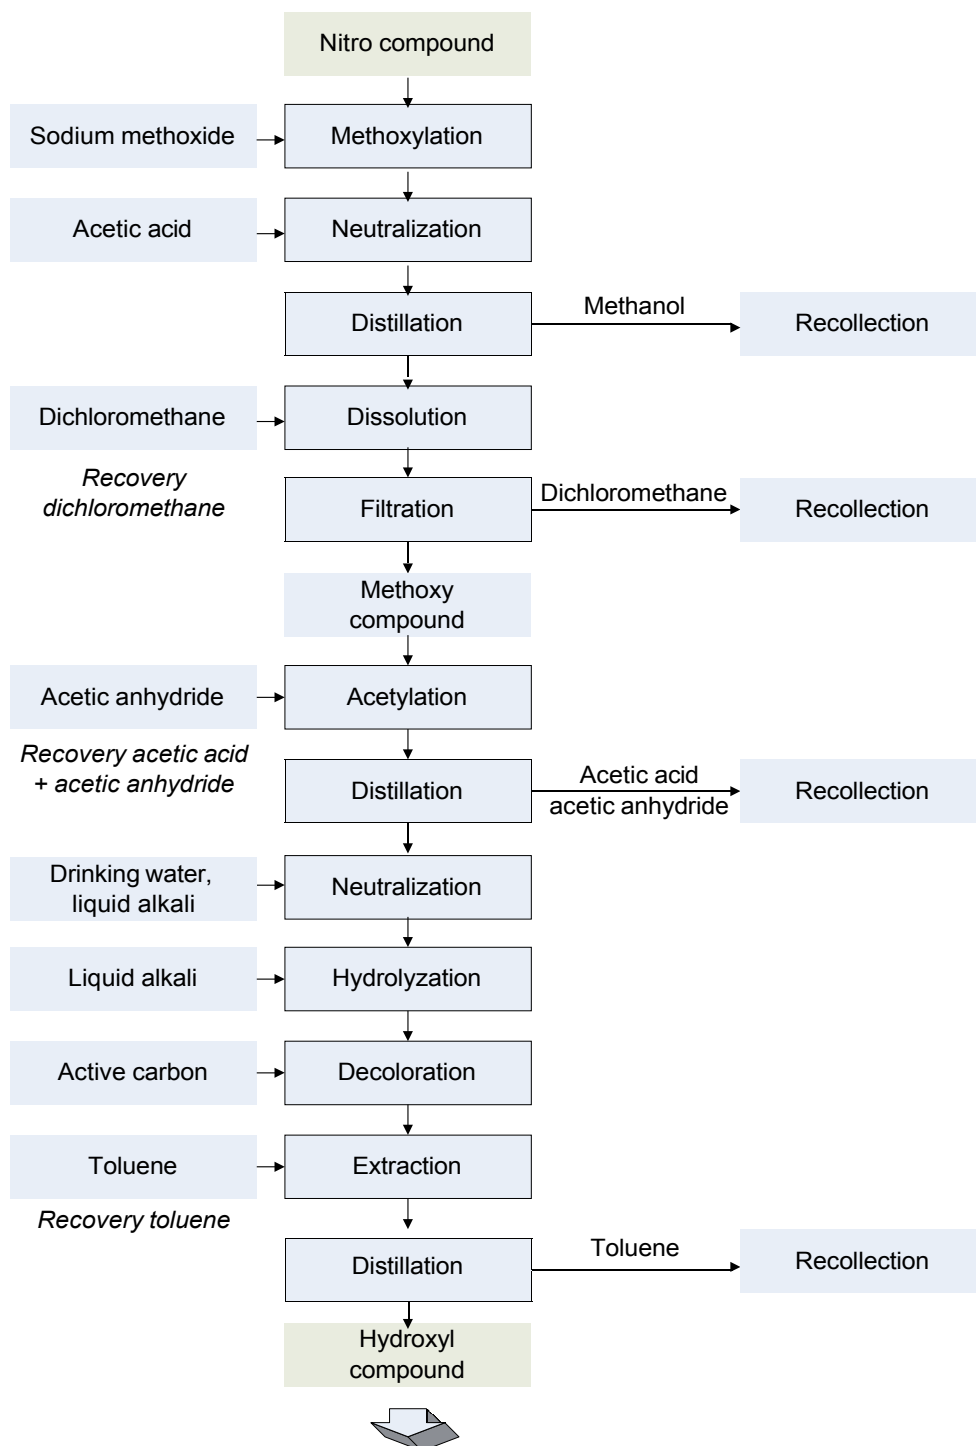 Nitro compound
Sodium methoxide
Methoxylation
Acetic acid
Neutralization
Distillation
Methanol
Recollection
Dichloromethane
Dissolution
Recovery
dichloromethane
Filtration
Dichloromethane
Recollection
Methoxy
compound
Acetic anhydride
Acetylation
Recovery acetic acid
+ acetic anhydride
Distillation
Acetic acid
acetic anhydride
Recollection
Drinking water,
liquid alkali
Neutralization
Liquid alkali
Hydrolyzation
Active carbon
Decoloration
Toluene
Extraction
Recovery toluene
Distillation
Toluene
Recollection
Hydroxyl
compound